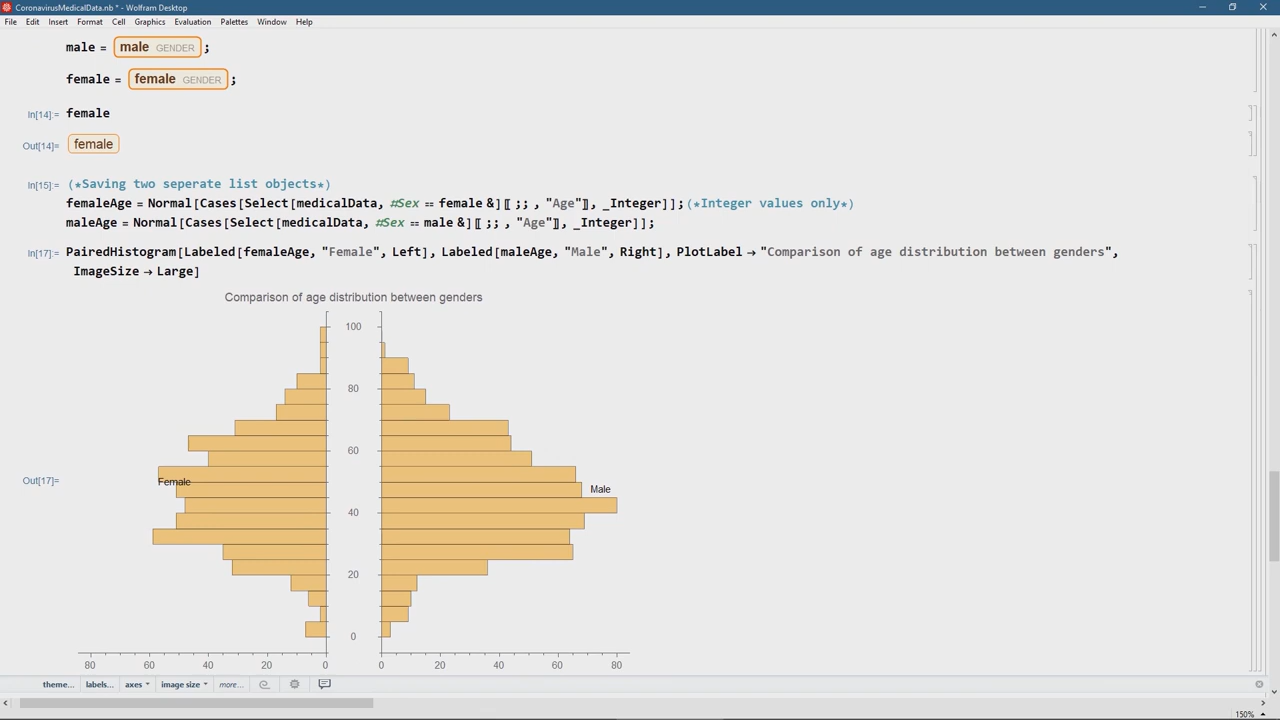 CoronavirusMedicalData.nb * - Wolfram Desktop
File Edit Insert Format Cell Graphics Evaluation Palettes Window Help
male = male GENDER ;
female = female GENDER ;
In[14]:= female
Out[14]= female
In[15]:= (*Saving two seperate list objects*)
femaleAge = Normal[Cases[Select[medicalData, #Sex == female &]〚 ;; , "Age"〛, _Integer]];(*Integer values only*)
maleAge = Normal[Cases[Select[medicalData, #Sex == male &]〚 ;; , "Age"〛, _Integer]];
In[17]:= PairedHistogram[Labeled[femaleAge, "Female", Left], Labeled[maleAge, "Male", Right], PlotLabel → "Comparison of age distribution between genders",
ImageSize → Large]
Comparison of age distribution between genders
100
80
60
Out[17]=
Female
Male
40
20
0
80 60 40 20 0 0 20 40 60 80
theme... labels... axes image size more...
150%